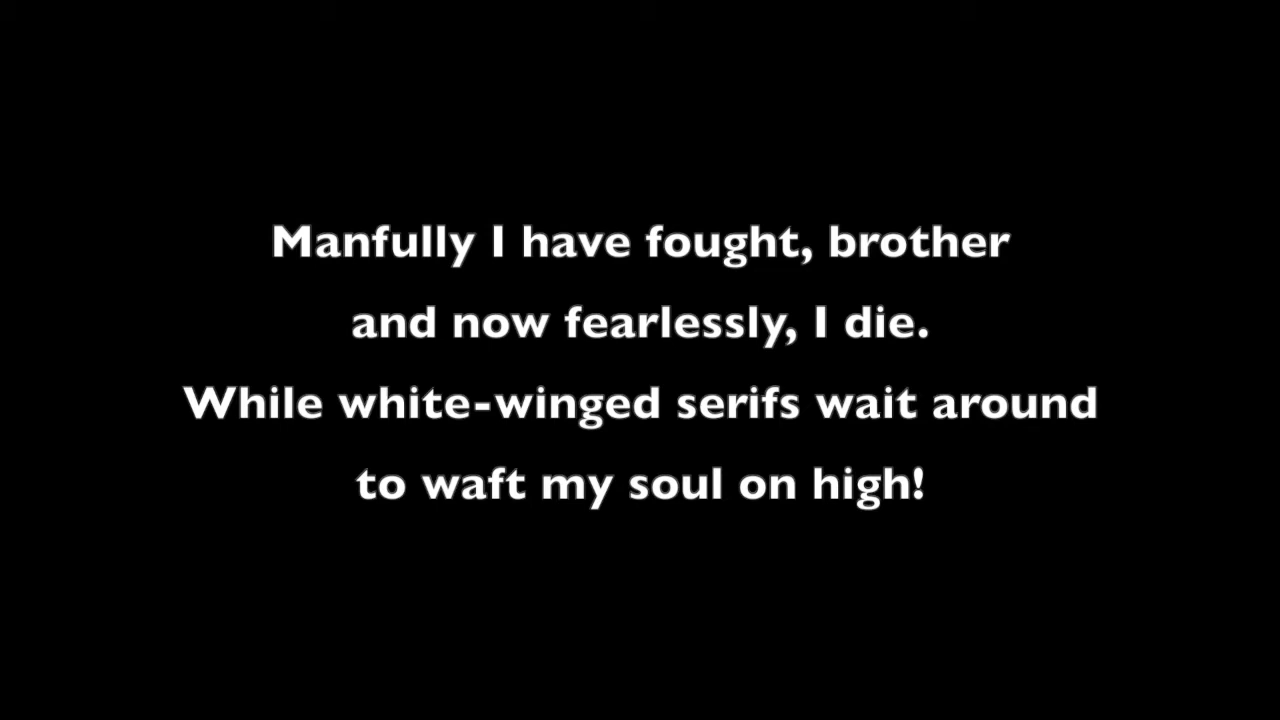 Manfully I have fought, brother
and now fearlessly, I die.
While white-winged serifs wait around
to waft my soul on high!